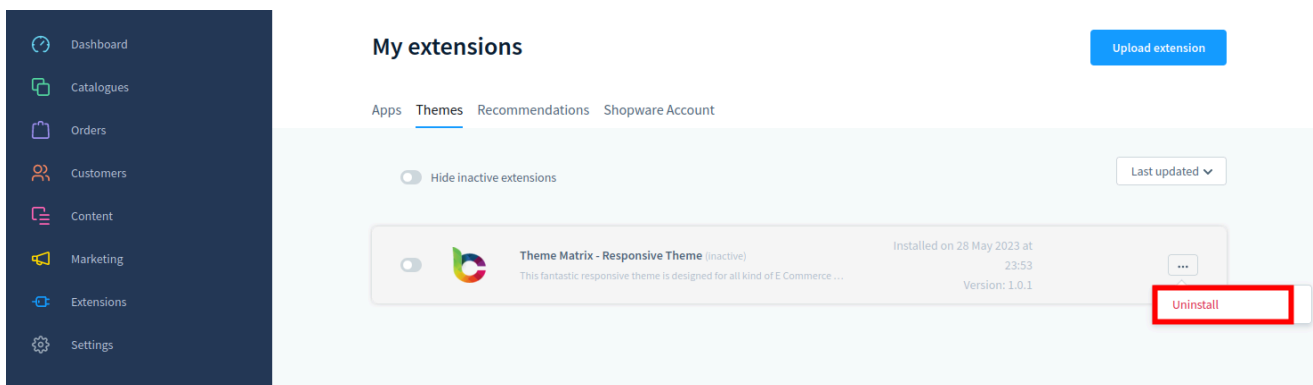 Dashboard
Catalogues
Orders
Customers
Content
Marketing
Extensions
Settings
My extensions
Upload extension
Apps Themes Recommendations Shopware Account
Hide inactive extensions
Last updated
Theme Matrix - Responsive Theme (Inactive)
This fantastic responsive theme is designed for all kind of E Commerce ...
Installed on 28 May 2023 at
23:53
Version: 1.0.1
...
Uninstall